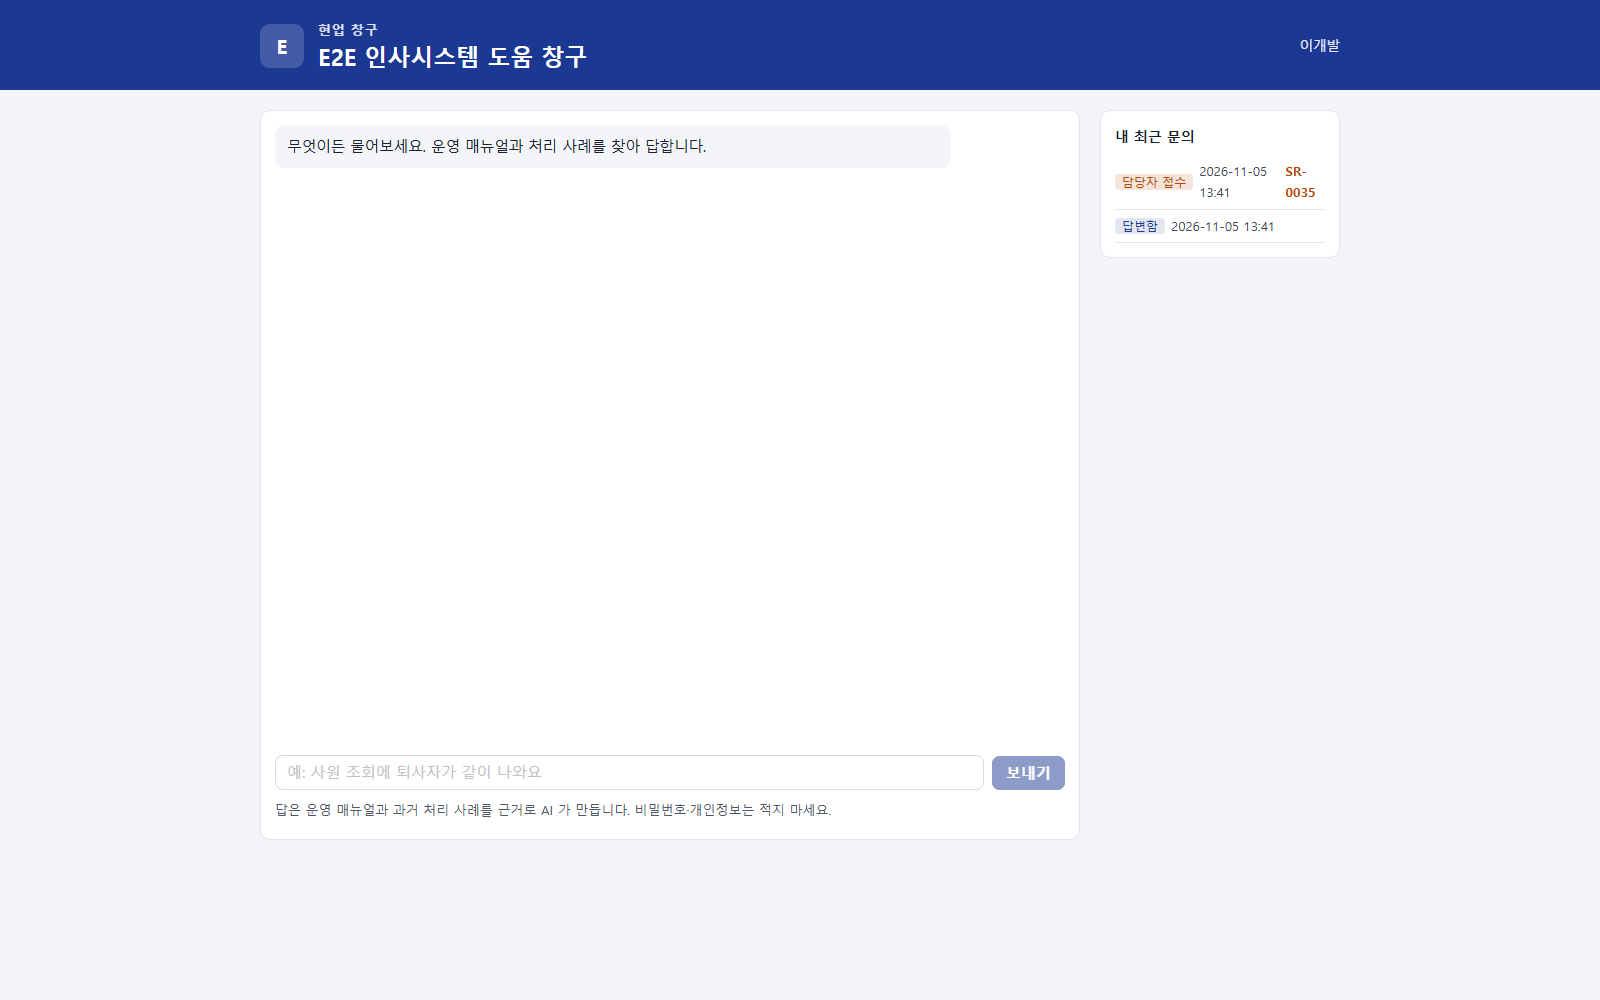 E
현업 창구
E2E 인사시스템 도움 창구
이개발
무엇이든 물어보세요. 운영 매뉴얼과 처리 사례를 찾아 답합니다.
예: 사원 조회에 퇴사자가 같이 나와요
보내기
답은 운영 매뉴얼과 과거 처리 사례를 근거로 AI 가 만듭니다. 비밀번호·개인정보는 적지 마세요.
내 최근 문의
담당자 접수 2026-11-05 13:41 SR-0035
답변함 2026-11-05 13:41